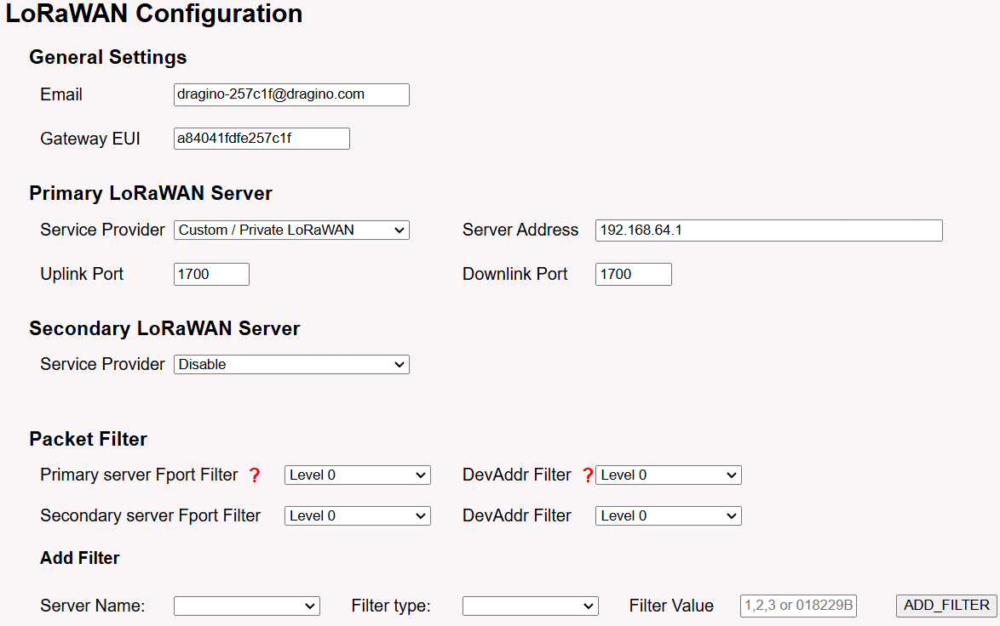 LoRaWAN Configuration
General Settings
Email dragino-257c1f@dragino.com
Gateway EUI a84041fdfe257c1f
Primary LoRaWAN Server
Service Provider Custom / Private LoRaWAN Server Address 192.168.64.1
Uplink Port 1700 Downlink Port 1700
Secondary LoRaWAN Server
Service Provider Disable
Packet Filter
Primary server Fport Filter ? Level 0 DevAddr Filter ? Level 0
Secondary server Fport Filter Level 0 DevAddr Filter Level 0
Add Filter
Server Name: Filter type: Filter Value 1,2,3 or 018229B ADD_FILTER